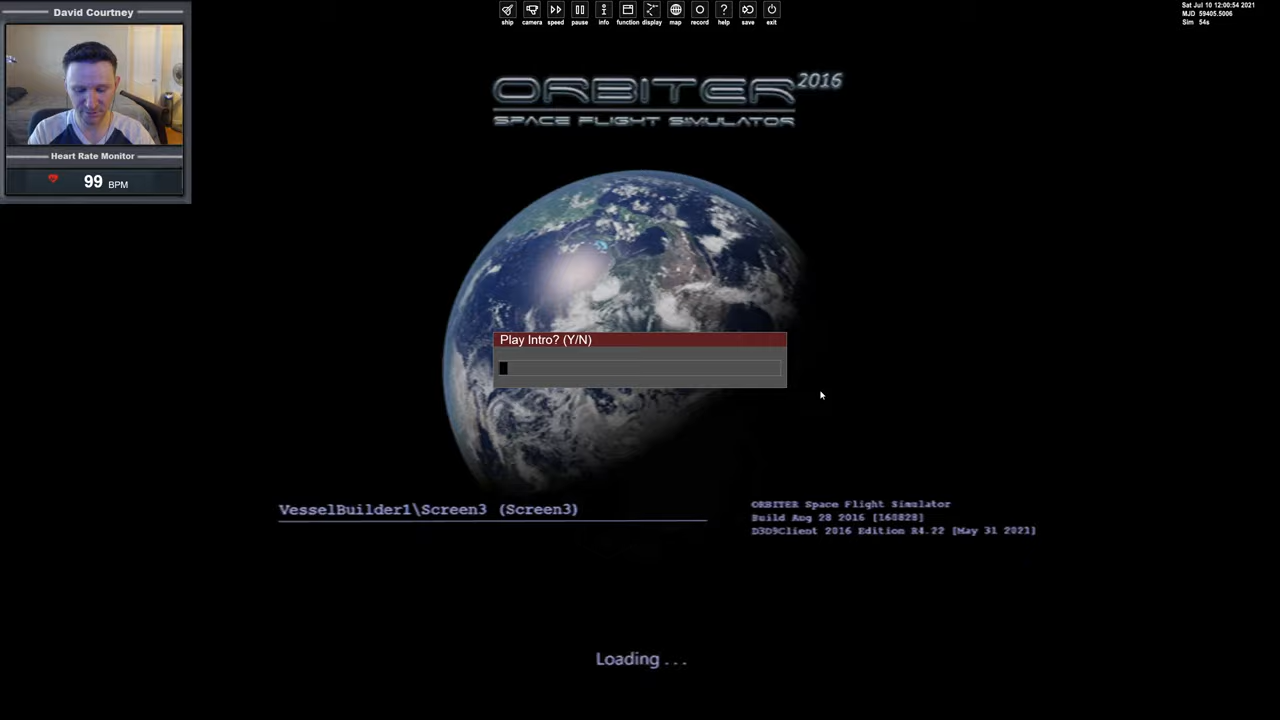 David Courtney
Heart Rate Monitor
99 BPM
ship camera speed pause info function display map record help save exit
Sat Jul 10 12:00:54 2021
MJD 59405.5006
Sim 54s
ORBITER 2016
SPACE FLIGHT SIMULATOR
Play Intro? (Y/N)
VesselBuilder1\Screen3 (Screen3)
ORBITER Space Flight Simulator
Build Aug 28 2016 [160828]
D3D9Client 2016 Edition R4.22 [May 31 2021]
Loading . . .